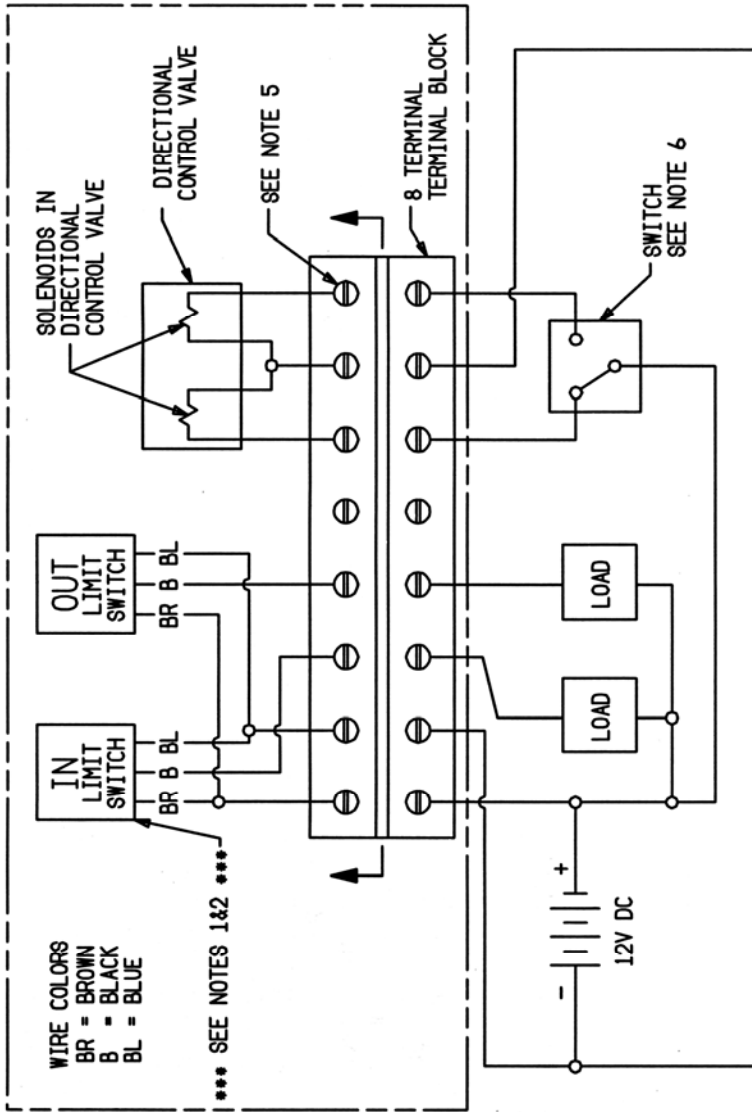 WIRE COLORS
BR = BROWN
B = BLACK
BL = BLUE
*** SEE NOTES 1&2 ***
IN
LIMIT
SWITCH
BR
B
BL
OUT
LIMIT
SWITCH
BR
B
BL
SOLENOIDS IN
DIRECTIONAL
CONTROL VALVE
DIRECTIONAL
CONTROL VALVE
SEE NOTE 5
8 TERMINAL
TERMINAL BLOCK
SWITCH
SEE NOTE 6
LOAD
LOAD
-
+
12V DC